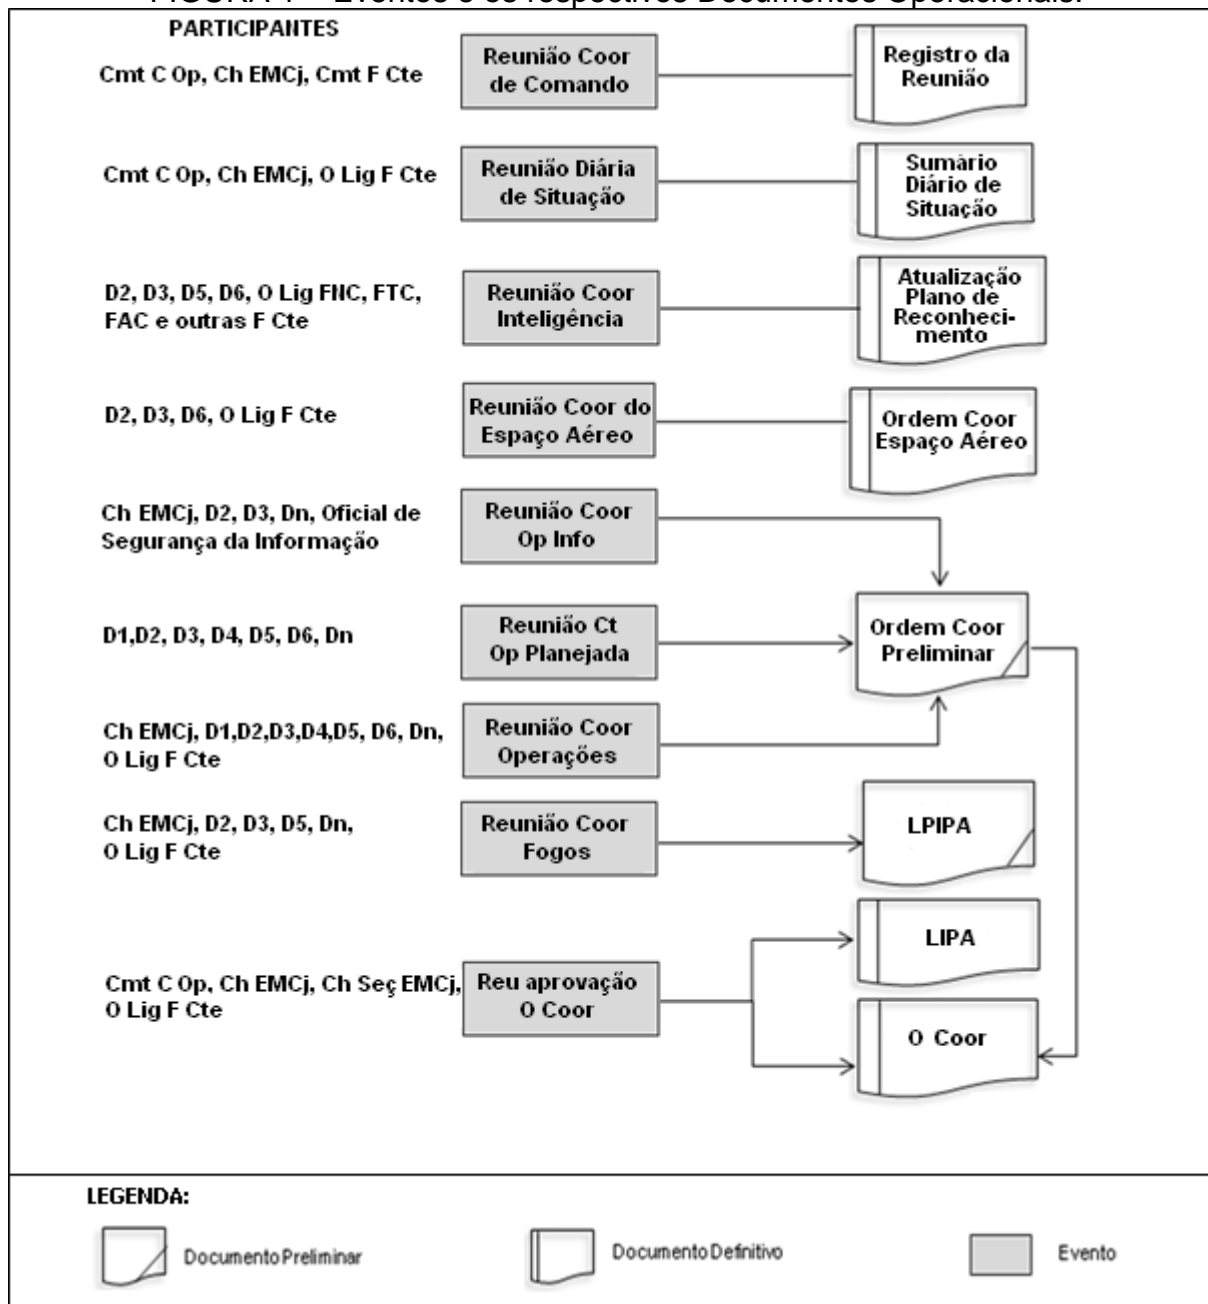 FIGURA 1 – Eventos e os respectivos Documentos Operacionais.
PARTICIPANTES
Cmt C Op, Ch EMCj, Cmt F Cte
Reunião Coor
de Comando
Registro da
Reunião
Cmt C Op, Ch EMCj, O Lig F Cte
Reunião Diária
de Situação
Sumário
Diário de
Situação
D2, D3, D5, D6, O Lig FNC, FTC,
FAC e outras F Cte
Reunião Coor
Inteligência
Atualização
Plano de
Reconheci-
mento
D2, D3, D6, O Lig F Cte
Reunião Coor do
Espaço Aéreo
Ordem Coor
Espaço Aéreo
Ch EMCj, D2, D3, Dn, Oficial de
Segurança da Informação
Reunião Coor
Op Info
D1,D2, D3, D4, D5, D6, Dn
Reunião Ct
Op Planejada
Ordem Coor
Preliminar
Ch EMCj, D1,D2,D3,D4,D5, D6, Dn,
O Lig F Cte
Reunião Coor
Operações
Ch EMCj, D2, D3, D5, Dn,
O Lig F Cte
Reunião Coor
Fogos
LPIPA
LIPA
Cmt C Op, Ch EMCj, Ch Seç EMCj,
O Lig F Cte
Reu aprovação
O Coor
O Coor
LEGENDA:
Documento Preliminar
Documento Definitivo
Evento